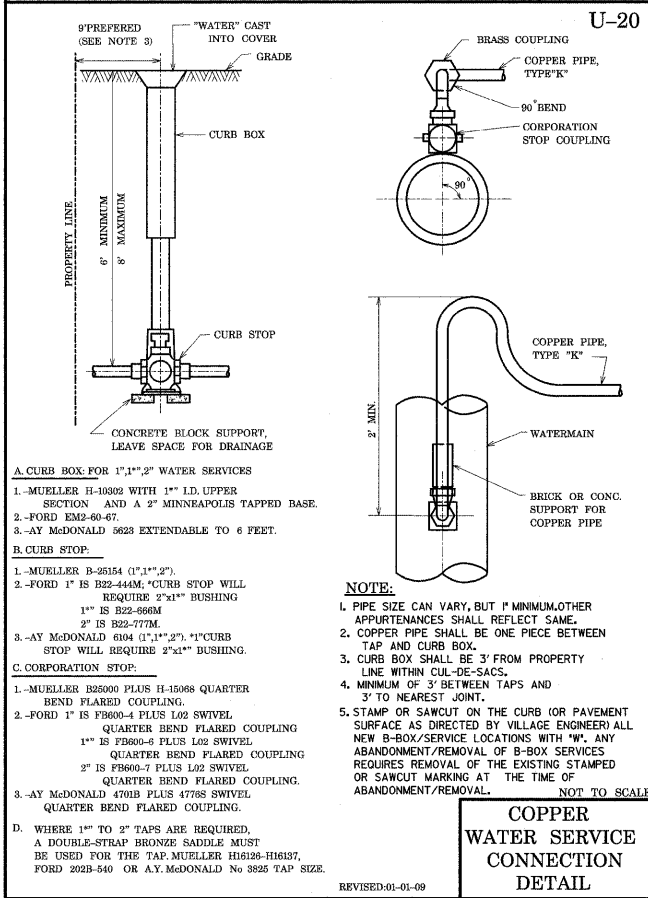 U-20
9'PREFERED
(SEE NOTE 3)
"WATER" CAST
INTO COVER
GRADE
CURB BOX
PROPERTY LINE
6' MINIMUM
8' MAXIMUM
CURB STOP
CONCRETE BLOCK SUPPORT,
LEAVE SPACE FOR DRAINAGE
BRASS COUPLING
COPPER PIPE,
TYPE"K"
90°BEND
CORPORATION
STOP COUPLING
90°
2' MIN.
COPPER PIPE,
TYPE "K"
WATERMAIN
BRICK OR CONC.
SUPPORT FOR
COPPER PIPE
A. CURB BOX: FOR 1",1*",2" WATER SERVICES
1.-MUELLER H-10302 WITH 1*" I.D. UPPER
SECTION AND A 2" MINNEAPOLIS TAPPED BASE.
2.-FORD EM2-60-67.
3.-AY McDONALD 5623 EXTENDABLE TO 6 FEET.
B. CURB STOP:
1.-MUELLER B-25154 (1",1*",2").
2.-FORD 1" IS B22-444M; *CURB STOP WILL
REQUIRE 2"x1*" BUSHING
1*" IS B22-666M
2" IS B22-777M.
3.-AY McDONALD 6104 (1",1*",2"). *1"CURB
STOP WILL REQUIRE 2"x1*" BUSHING.
C. CORPORATION STOP:
1.-MUELLER B25000 PLUS H-15068 QUARTER
BEND FLARED COUPLING.
2.-FORD 1" IS FB600-4 PLUS L02 SWIVEL
QUARTER BEND FLARED COUPLING
1*" IS FB600-6 PLUS L02 SWIVEL
QUARTER BEND FLARED COUPLING
2" IS FB600-7 PLUS L02 SWIVEL
QUARTER BEND FLARED COUPLING.
3.-AY McDONALD 4701B PLUS 4776S SWIVEL
QUARTER BEND FLARED COUPLING.
D. WHERE 1*" TO 2" TAPS ARE REQUIRED,
A DOUBLE-STRAP BRONZE SADDLE MUST
BE USED FOR THE TAP. MUELLER H16126-H16137,
FORD 202B-540 OR A.Y. McDONALD No 3825 TAP SIZE.
NOTE:
1. PIPE SIZE CAN VARY, BUT 1" MINIMUM.OTHER
APPURTENANCES SHALL REFLECT SAME.
2. COPPER PIPE SHALL BE ONE PIECE BETWEEN
TAP AND CURB BOX.
3. CURB BOX SHALL BE 3' FROM PROPERTY
LINE WITHIN CUL-DE-SACS.
4. MINIMUM OF 3' BETWEEN TAPS AND
3' TO NEAREST JOINT.
5. STAMP OR SAWCUT ON THE CURB (OR PAVEMENT
SURFACE AS DIRECTED BY VILLAGE ENGINEER) ALL
NEW B-BOX/SERVICE LOCATIONS WITH "W". ANY
ABANDONMENT/REMOVAL OF B-BOX SERVICES
REQUIRES REMOVAL OF THE EXISTING STAMPED
OR SAWCUT MARKING AT THE TIME OF
ABANDONMENT/REMOVAL.
NOT TO SCALE
REVISED:01-01-09
COPPER
WATER SERVICE
CONNECTION
DETAIL